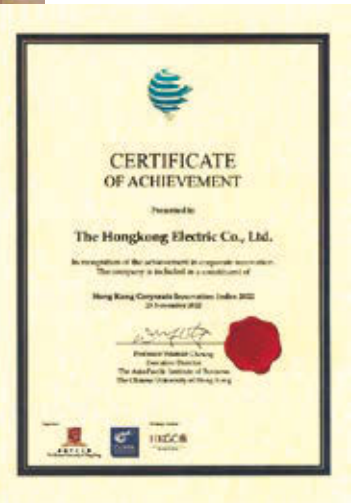 CERTIFICATE
OF ACHIEVEMENT
Presented to
The Hongkong Electric Co., Ltd.
In recognition of the achievement in corporate innovation
The company is included as a constituent of
Hong Kong Corporate Innovation Index 2022
Professor
Executive Director
The Asia-Pacific Institute of Business
The Chinese University of Hong Kong